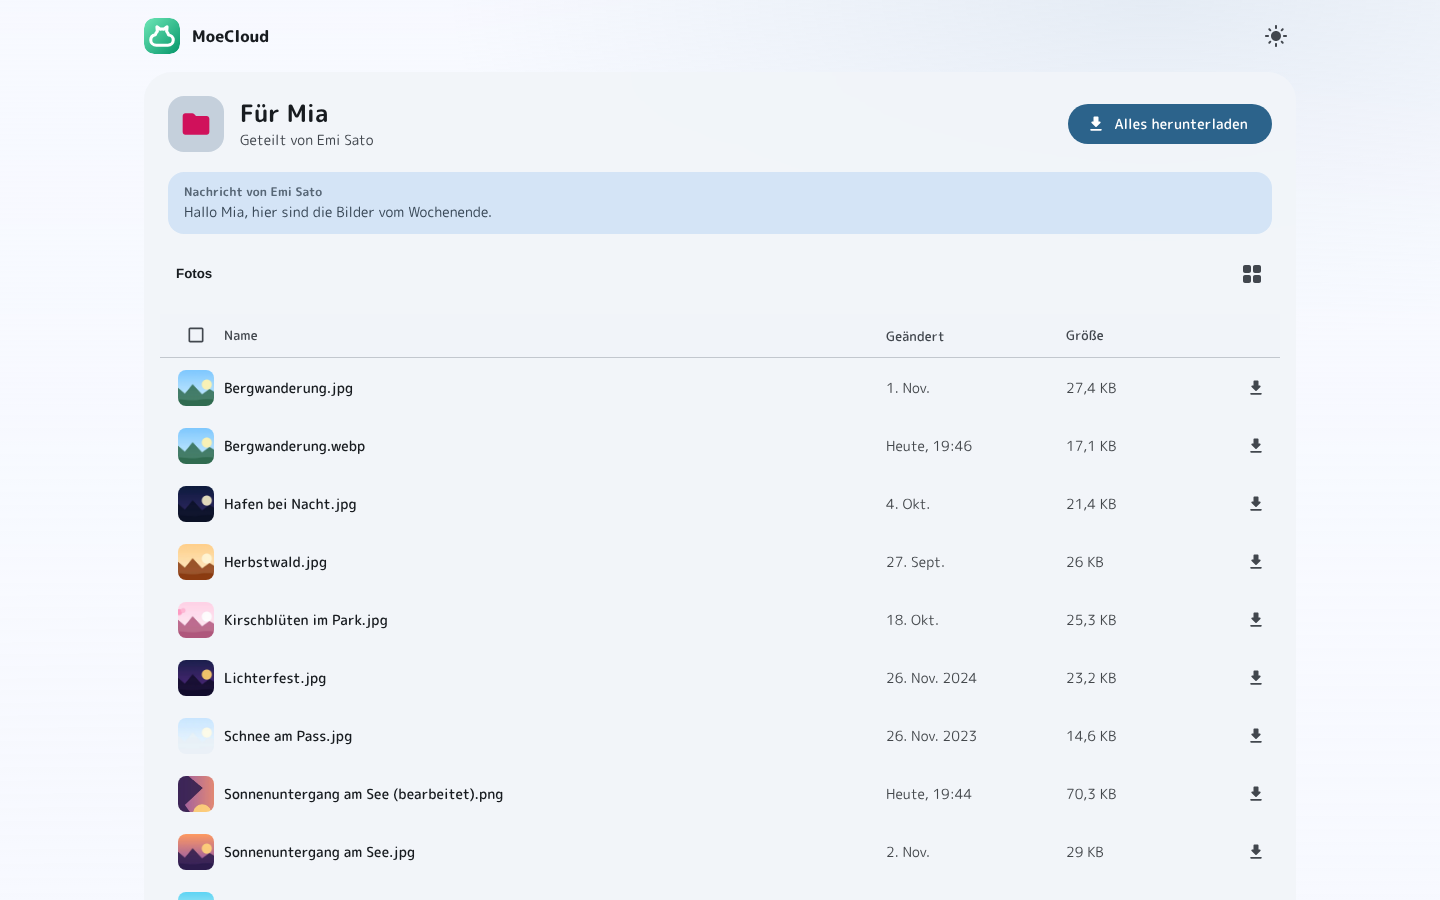 MoeCloud
Für Mia
Geteilt von Emi Sato
Alles herunterladen
Nachricht von Emi Sato
Hallo Mia, hier sind die Bilder vom Wochenende.
Fotos
Name Geändert Größe
Bergwanderung.jpg 1. Nov. 27,4 KB
Bergwanderung.webp Heute, 19:46 17,1 KB
Hafen bei Nacht.jpg 4. Okt. 21,4 KB
Herbstwald.jpg 27. Sept. 26 KB
Kirschblüten im Park.jpg 18. Okt. 25,3 KB
Lichterfest.jpg 26. Nov. 2024 23,2 KB
Schnee am Pass.jpg 26. Nov. 2023 14,6 KB
Sonnenuntergang am See (bearbeitet).png Heute, 19:44 70,3 KB
Sonnenuntergang am See.jpg 2. Nov. 29 KB